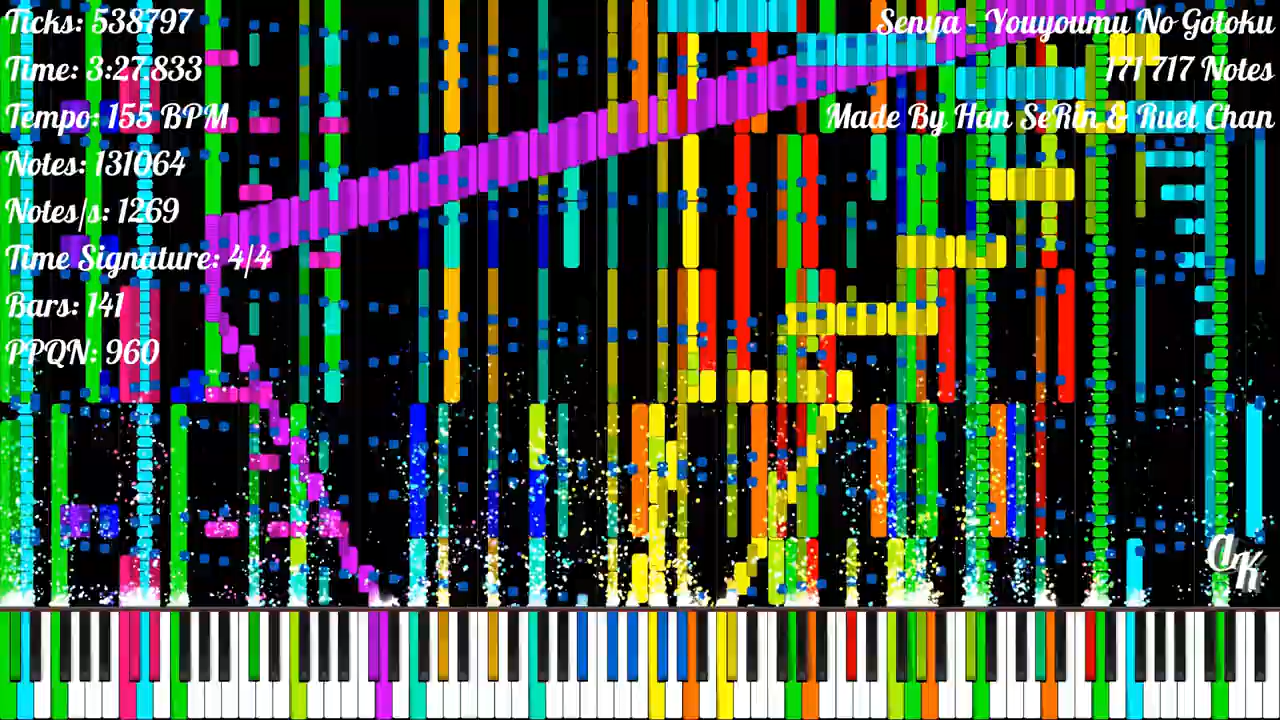 Ticks: 538797
Time: 3:27.833
Tempo: 155 BPM
Notes: 131064
Notes/s: 1269
Time Signature: 4/4
Bars: 141
PPQN: 960
Senya - Youyoumu No Gotoku
171 717 Notes
Made By Han SeRin & Ruel Chan